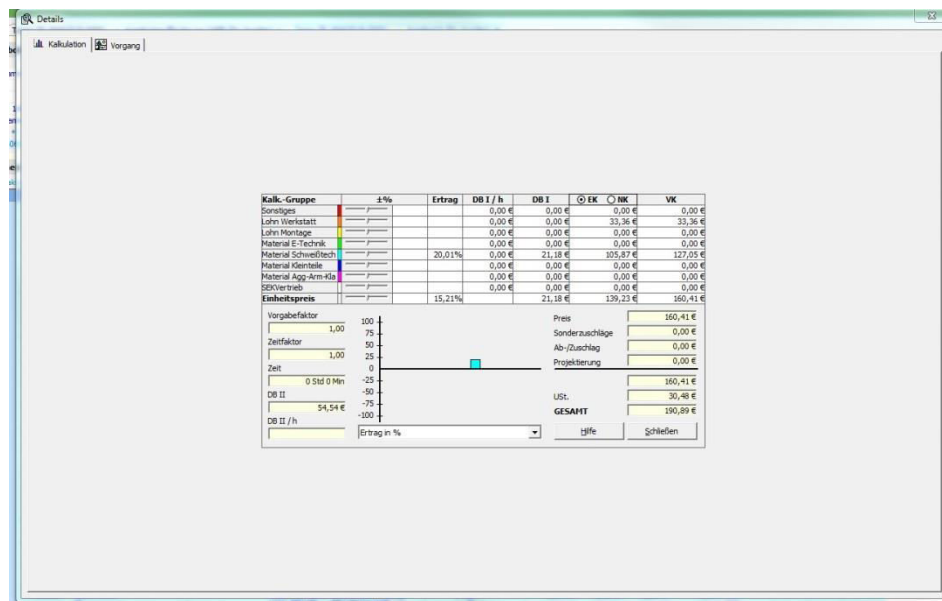 Details
Kalkulation Vorgang
Kalk.-Gruppe ±% Ertrag DB I / h DB I EK NK VK
Sonstiges 0,00 € 0,00 € 0,00 € 0,00 €
Lohn Werkstatt 0,00 € 0,00 € 33,36 € 33,36 €
Lohn Montage 0,00 € 0,00 € 0,00 € 0,00 €
Material E-Technik 0,00 € 0,00 € 0,00 € 0,00 €
Material Schweißtech 20,01% 0,00 € 21,18 € 105,87 € 127,05 €
Material Kleinteile 0,00 € 0,00 € 0,00 € 0,00 €
Material Agg-Arm-Kla 0,00 € 0,00 € 0,00 € 0,00 €
SEKVertrieb 0,00 € 0,00 € 0,00 € 0,00 €
Einheitspreis 15,21% 21,18 € 139,23 € 160,41 €
Vorgabefaktor
1,00
Zeitfaktor
1,00
Zeit
0 Std 0 Min
DB II
54,54 €
DB II / h
100
75
50
25
0
-25
-50
-75
-100
Ertrag in %
Preis 160,41 €
Sonderzuschläge 0,00 €
Ab-/Zuschlag 0,00 €
Projektierung 0,00 €
160,41 €
USt. 30,48 €
GESAMT 190,89 €
Hilfe Schließen